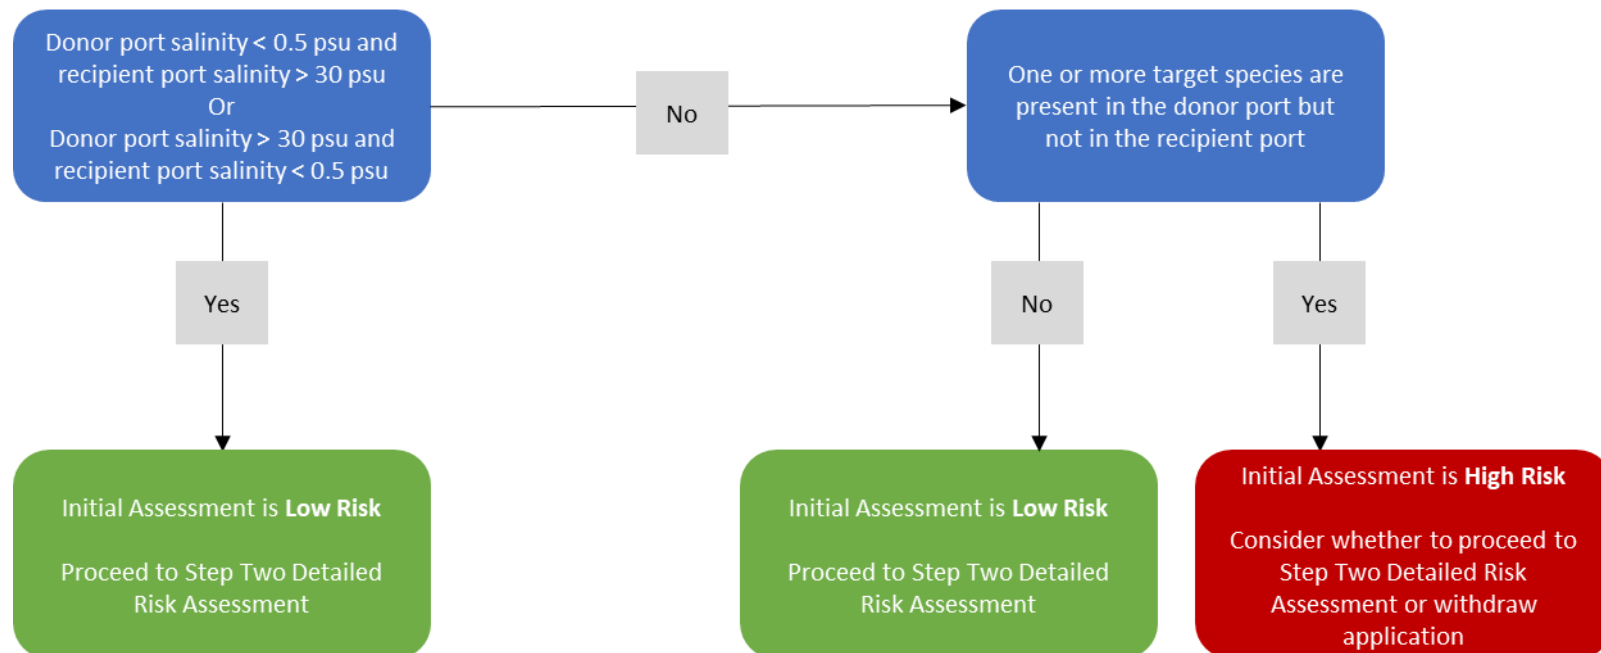 Donor port salinity < 0.5 psu and
recipient port salinity > 30 psu
Or
Donor port salinity > 30 psu and
recipient port salinity < 0.5 psu
No
One or more target species are
present in the donor port but
not in the recipient port
Yes
No
Yes
Initial Assessment is Low Risk
Proceed to Step Two Detailed
Risk Assessment
Initial Assessment is Low Risk
Proceed to Step Two Detailed
Risk Assessment
Initial Assessment is High Risk
Consider whether to proceed to
Step Two Detailed Risk
Assessment or withdraw
application